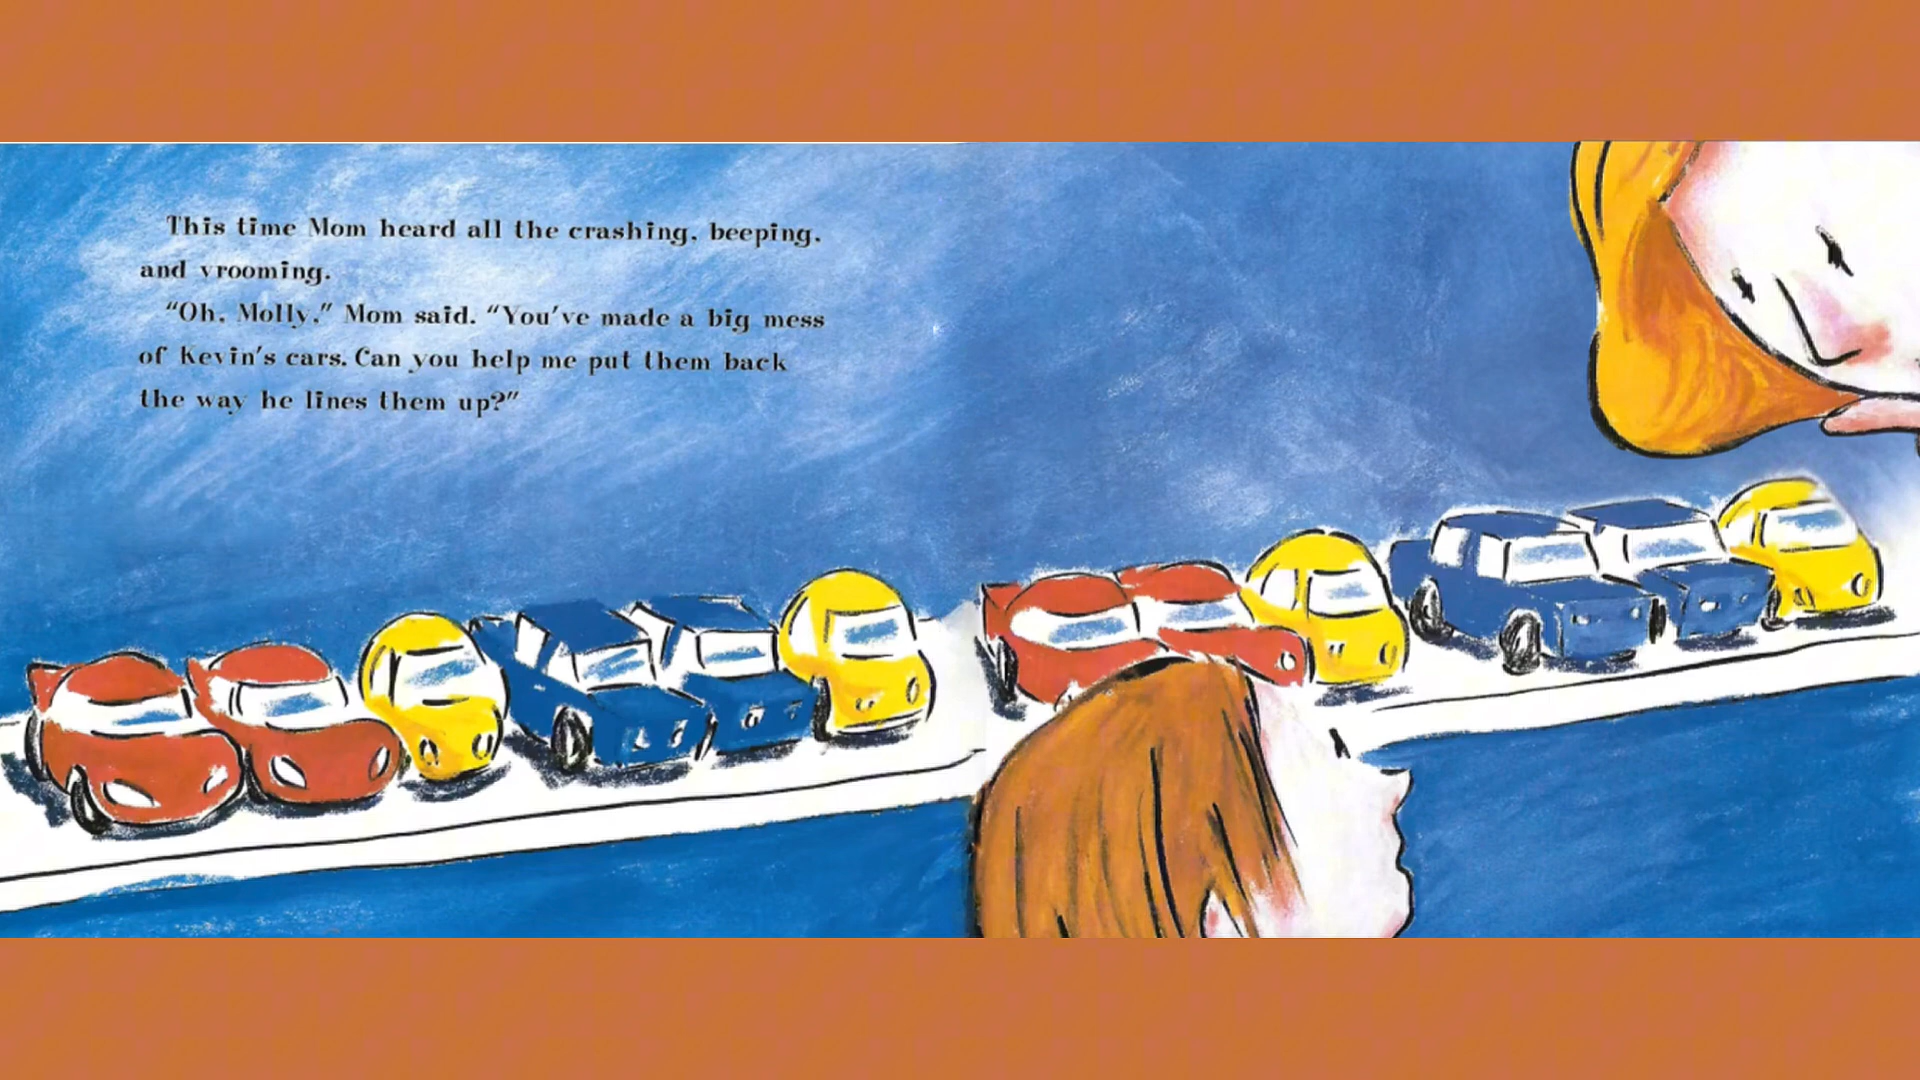 This time Mom heard all the crashing, beeping,
and vrooming.
“Oh, Molly,” Mom said. “You've made a big mess
of Kevin's cars. Can you help me put them back
the way he lines them up?”